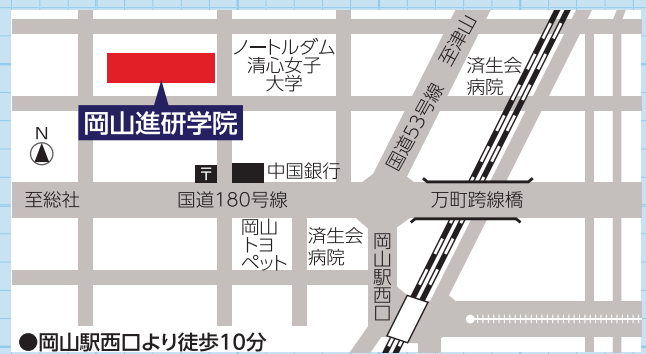 ノートルダム
清心女子
大学
至津山
済生会
病院
国道53号線
岡山進研学院
N
〒
中国銀行
至総社
国道180号線
万町跨線橋
岡山
トヨ
ペット
済生会
病院
岡山駅西口
●岡山駅西口より徒歩10分